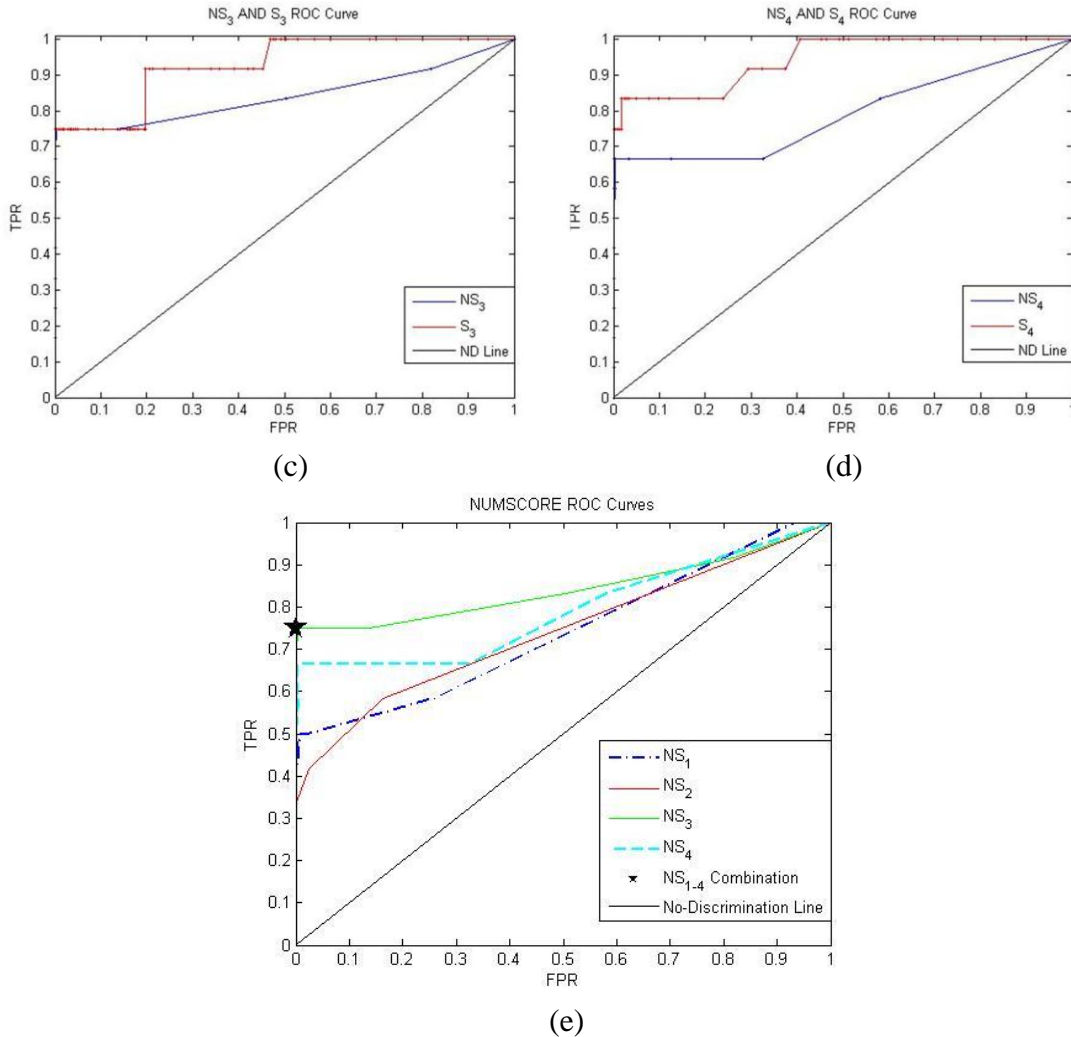 NS3 AND S3 ROC Curve
1
0.9
0.8
0.7
0.6
0.5
0.4
0.3
0.2
0.1
0
TPR
0 0.1 0.2 0.3 0.4 0.5 0.6 0.7 0.8 0.9 1
FPR
NS3
S3
ND Line
(c)
NS4 AND S4 ROC Curve
1
0.9
0.8
0.7
0.6
0.5
0.4
0.3
0.2
0.1
0
TPR
0 0.1 0.2 0.3 0.4 0.5 0.6 0.7 0.8 0.9 1
FPR
NS4
S4
ND Line
(d)
NUMSCORE ROC Curves
1
0.9
0.8
0.7
0.6
0.5
0.4
0.3
0.2
0.1
0
TPR
0 0.1 0.2 0.3 0.4 0.5 0.6 0.7 0.8 0.9 1
FPR
NS1
NS2
NS3
NS4
NS1-4 Combination
No-Discrimination Line
(e)